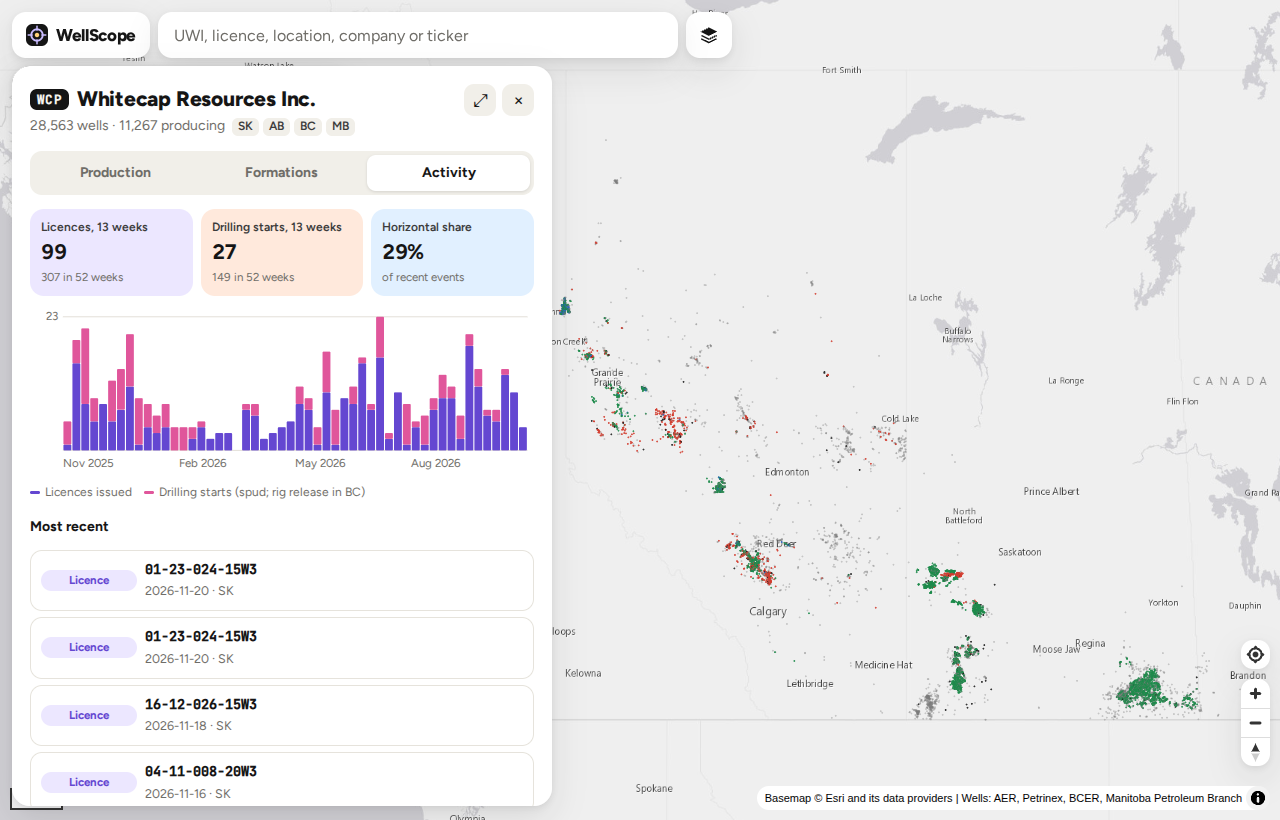 WellScope
UWI, licence, location, company or ticker
WCP Whitecap Resources Inc.
28,563 wells · 11,267 producing SK AB BC MB
Production Formations Activity
Licences, 13 weeks
99
307 in 52 weeks
Drilling starts, 13 weeks
27
149 in 52 weeks
Horizontal share
29%
of recent events
23
Nov 2025 Feb 2026 May 2026 Aug 2026
Licences issued Drilling starts (spud; rig release in BC)
Most recent
Licence
01-23-024-15W3
2026-11-20 · SK
Licence
01-23-024-15W3
2026-11-20 · SK
Licence
16-12-026-15W3
2026-11-18 · SK
Licence
04-11-008-20W3
2026-11-16 · SK
Fort Smith
La Loche
Buffalo
Narrows
La Ronge
CANADA
Flin Flon
Grande
Prairie
Cold Lake
Edmonton
Prince Albert
North
Battleford
Red Deer
Saskatoon
Yorkton
Dauphin
Calgary
Regina
Moose Jaw
Medicine Hat
Kelowna
Lethbridge
Brandon
Spokane
Olympia
Basemap © Esri and its data providers | Wells: AER, Petrinex, BCER, Manitoba Petroleum Branch